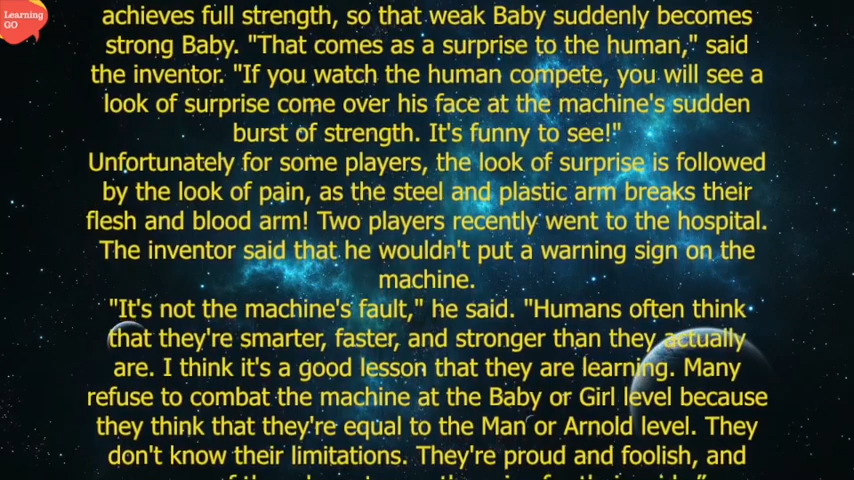 Learning
GO
achieves full strength, so that weak Baby suddenly becomes
strong Baby. "That comes as a surprise to the human," said
the inventor. "If you watch the human compete, you will see a
look of surprise come over his face at the machine's sudden
burst of strength. It's funny to see!"
Unfortunately for some players, the look of surprise is followed
by the look of pain, as the steel and plastic arm breaks their
flesh and blood arm! Two players recently went to the hospital.
The inventor said that he wouldn't put a warning sign on the
machine.
"It's not the machine's fault," he said. "Humans often think
that they're smarter, faster, and stronger than they actually
are. I think it's a good lesson that they are learning. Many
refuse to combat the machine at the Baby or Girl level because
they think that they're equal to the Man or Arnold level. They
don't know their limitations. They're proud and foolish, and